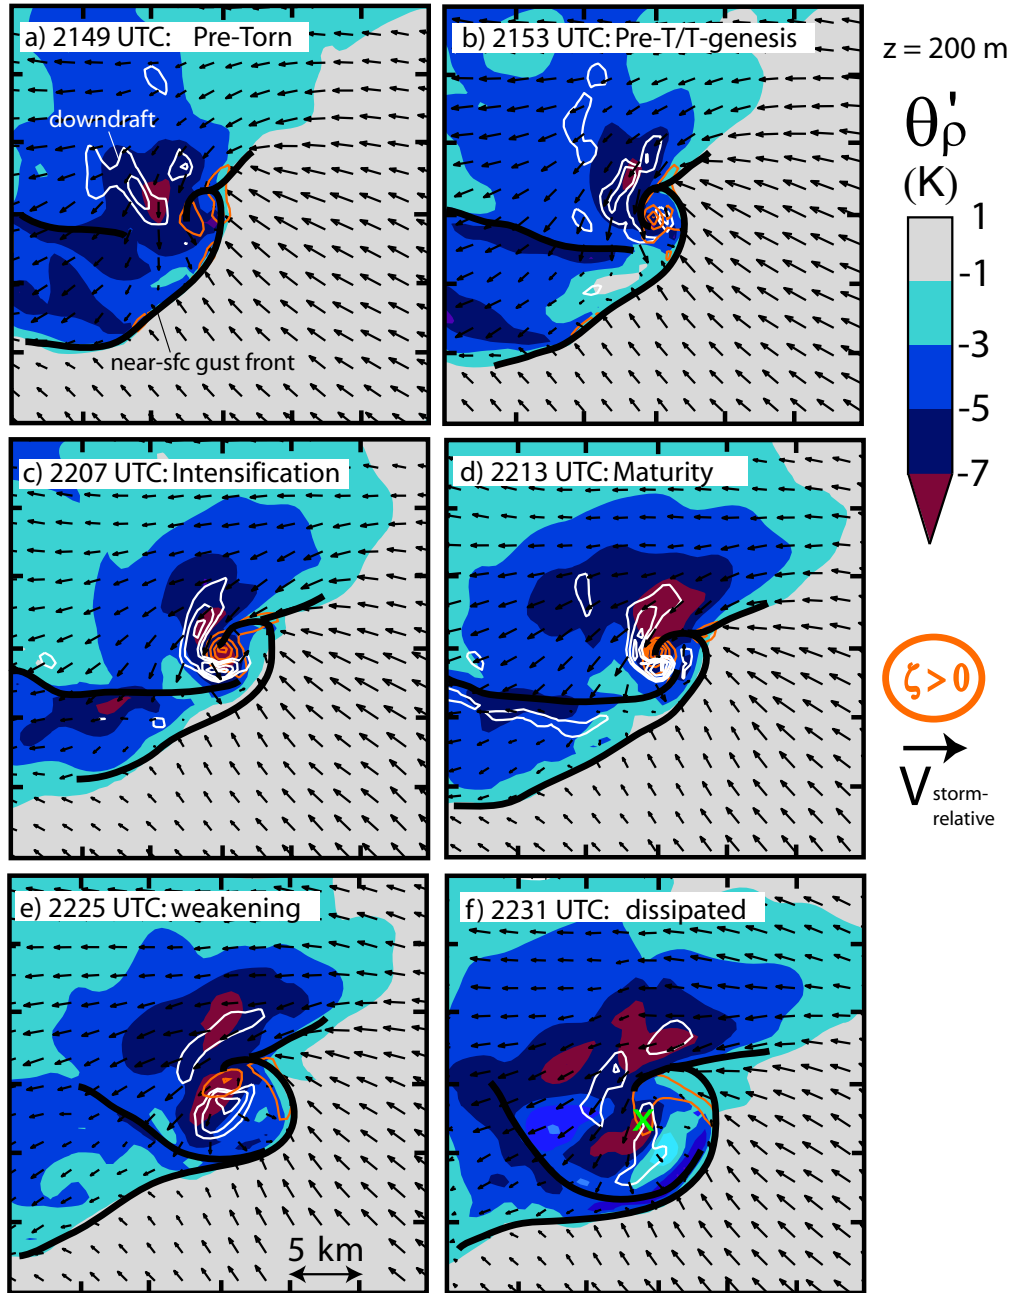 a) 2149 UTC: Pre-Torn
downdraft
near-sfc gust front
b) 2153 UTC: Pre-T/T-genesis
z = 200 m
θρ'
(K)
1
-1
-3
-5
-7
c) 2207 UTC: Intensification
d) 2213 UTC: Maturity
ζ > 0
V storm-
relative
e) 2225 UTC: weakening
5 km
f) 2231 UTC: dissipated
X